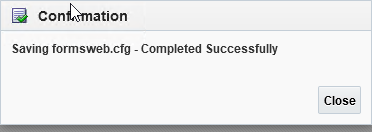 Confirmation
Saving formsweb.cfg - Completed Successfully
Close